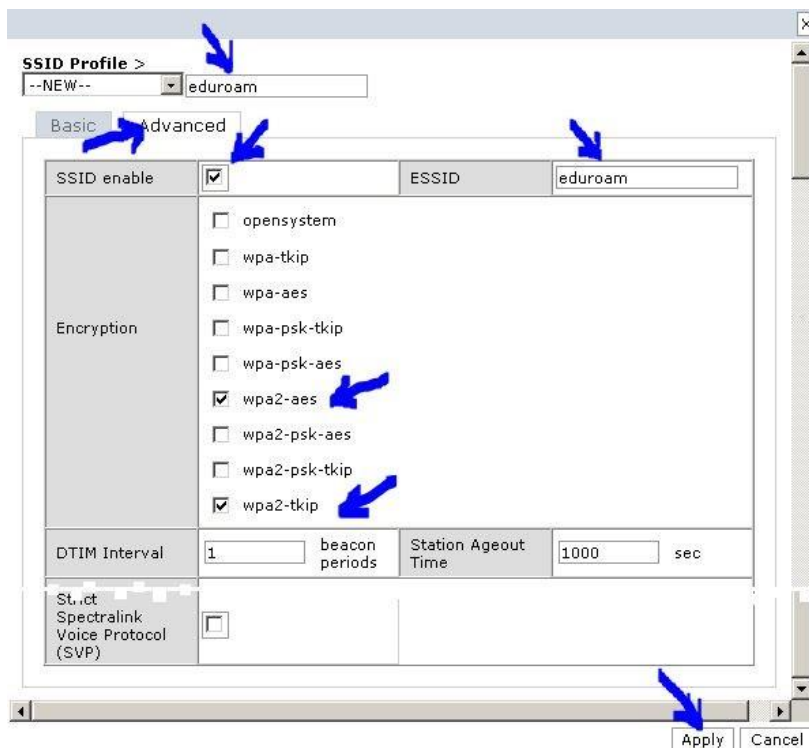 SSID Profile >
--NEW-- eduroam
Basic Advanced
SSID enable ESSID eduroam
Encryption
opensystem
wpa-tkip
wpa-aes
wpa-psk-tkip
wpa-psk-aes
wpa2-aes
wpa2-psk-aes
wpa2-psk-tkip
wpa2-tkip
DTIM Interval 1 beacon periods Station Ageout Time 1000 sec
Strict
Spectralink
Voice Protocol
(SVP)
Apply Cancel